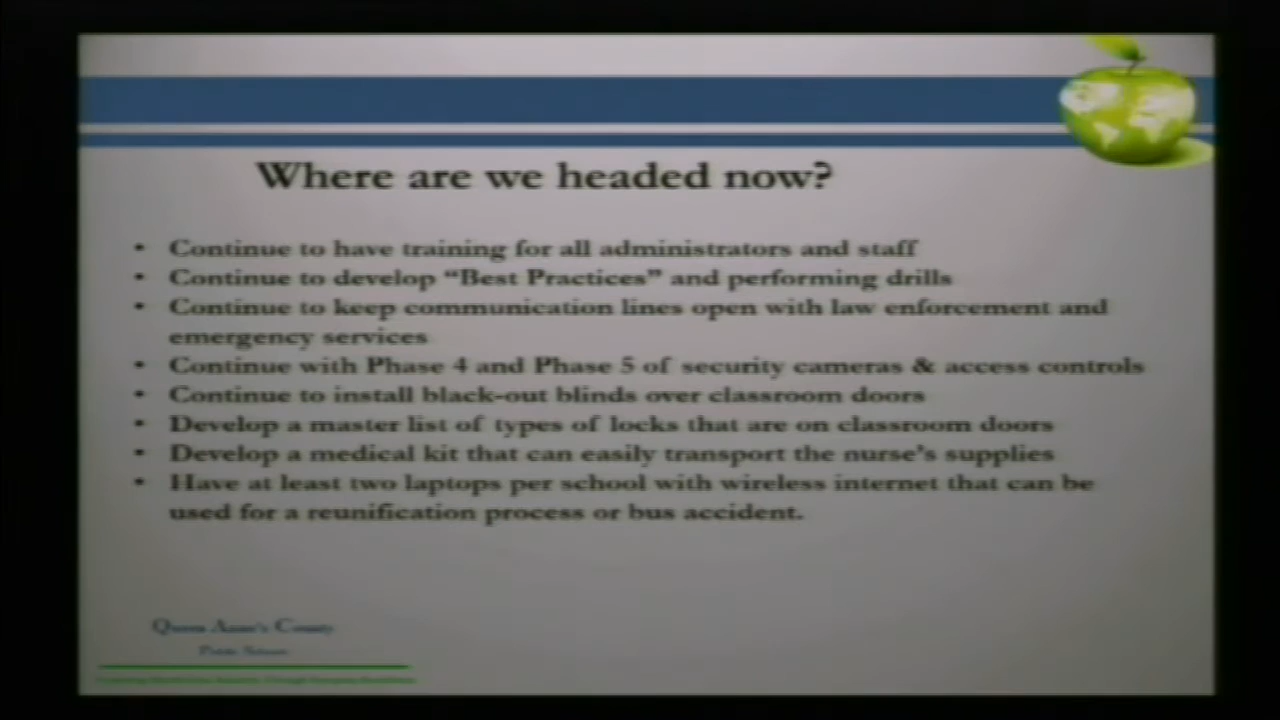 Where are we headed now?
• Continue to have training for all administrators and staff
• Continue to develop “Best Practices” and performing drills
• Continue to keep communication lines open with law enforcement and
emergency services
• Continue with Phase 4 and Phase 5 of security cameras & access controls
• Continue to install black-out blinds over classroom doors
• Develop a master list of types of locks that are on classroom doors
• Develop a medical kit that can easily transport the nurse’s supplies
• Have at least two laptops per school with wireless internet that can be
used for a reunification process or bus accident.
Queen Anne's County